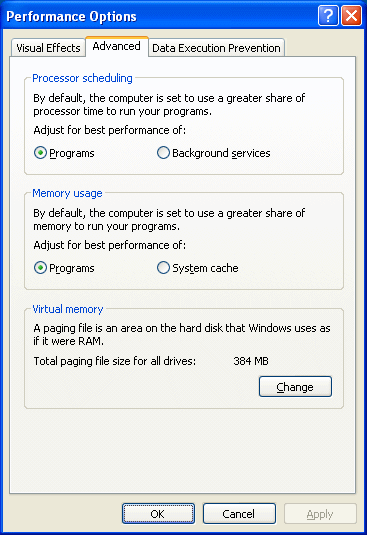 Performance Options
Visual Effects Advanced Data Execution Prevention
Processor scheduling
By default, the computer is set to use a greater share of
processor time to run your programs.
Adjust for best performance of:
Programs Background services
Memory usage
By default, the computer is set to use a greater share of
memory to run your programs.
Adjust for best performance of:
Programs System cache
Virtual memory
A paging file is an area on the hard disk that Windows uses as
if it were RAM.
Total paging file size for all drives: 384 MB
Change
OK Cancel Apply